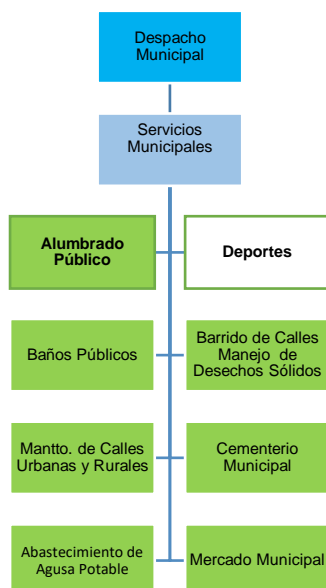 Despacho
Municipal
Servicios
Municipales
Alumbrado
Público
Deportes
Baños Públicos
Barrido de Calles
Manejo de
Desechos Sólidos
Mantto. de Calles
Urbanas y Rurales
Cementerio
Municipal
Abastecimiento de
Agusa Potable
Mercado Municipal